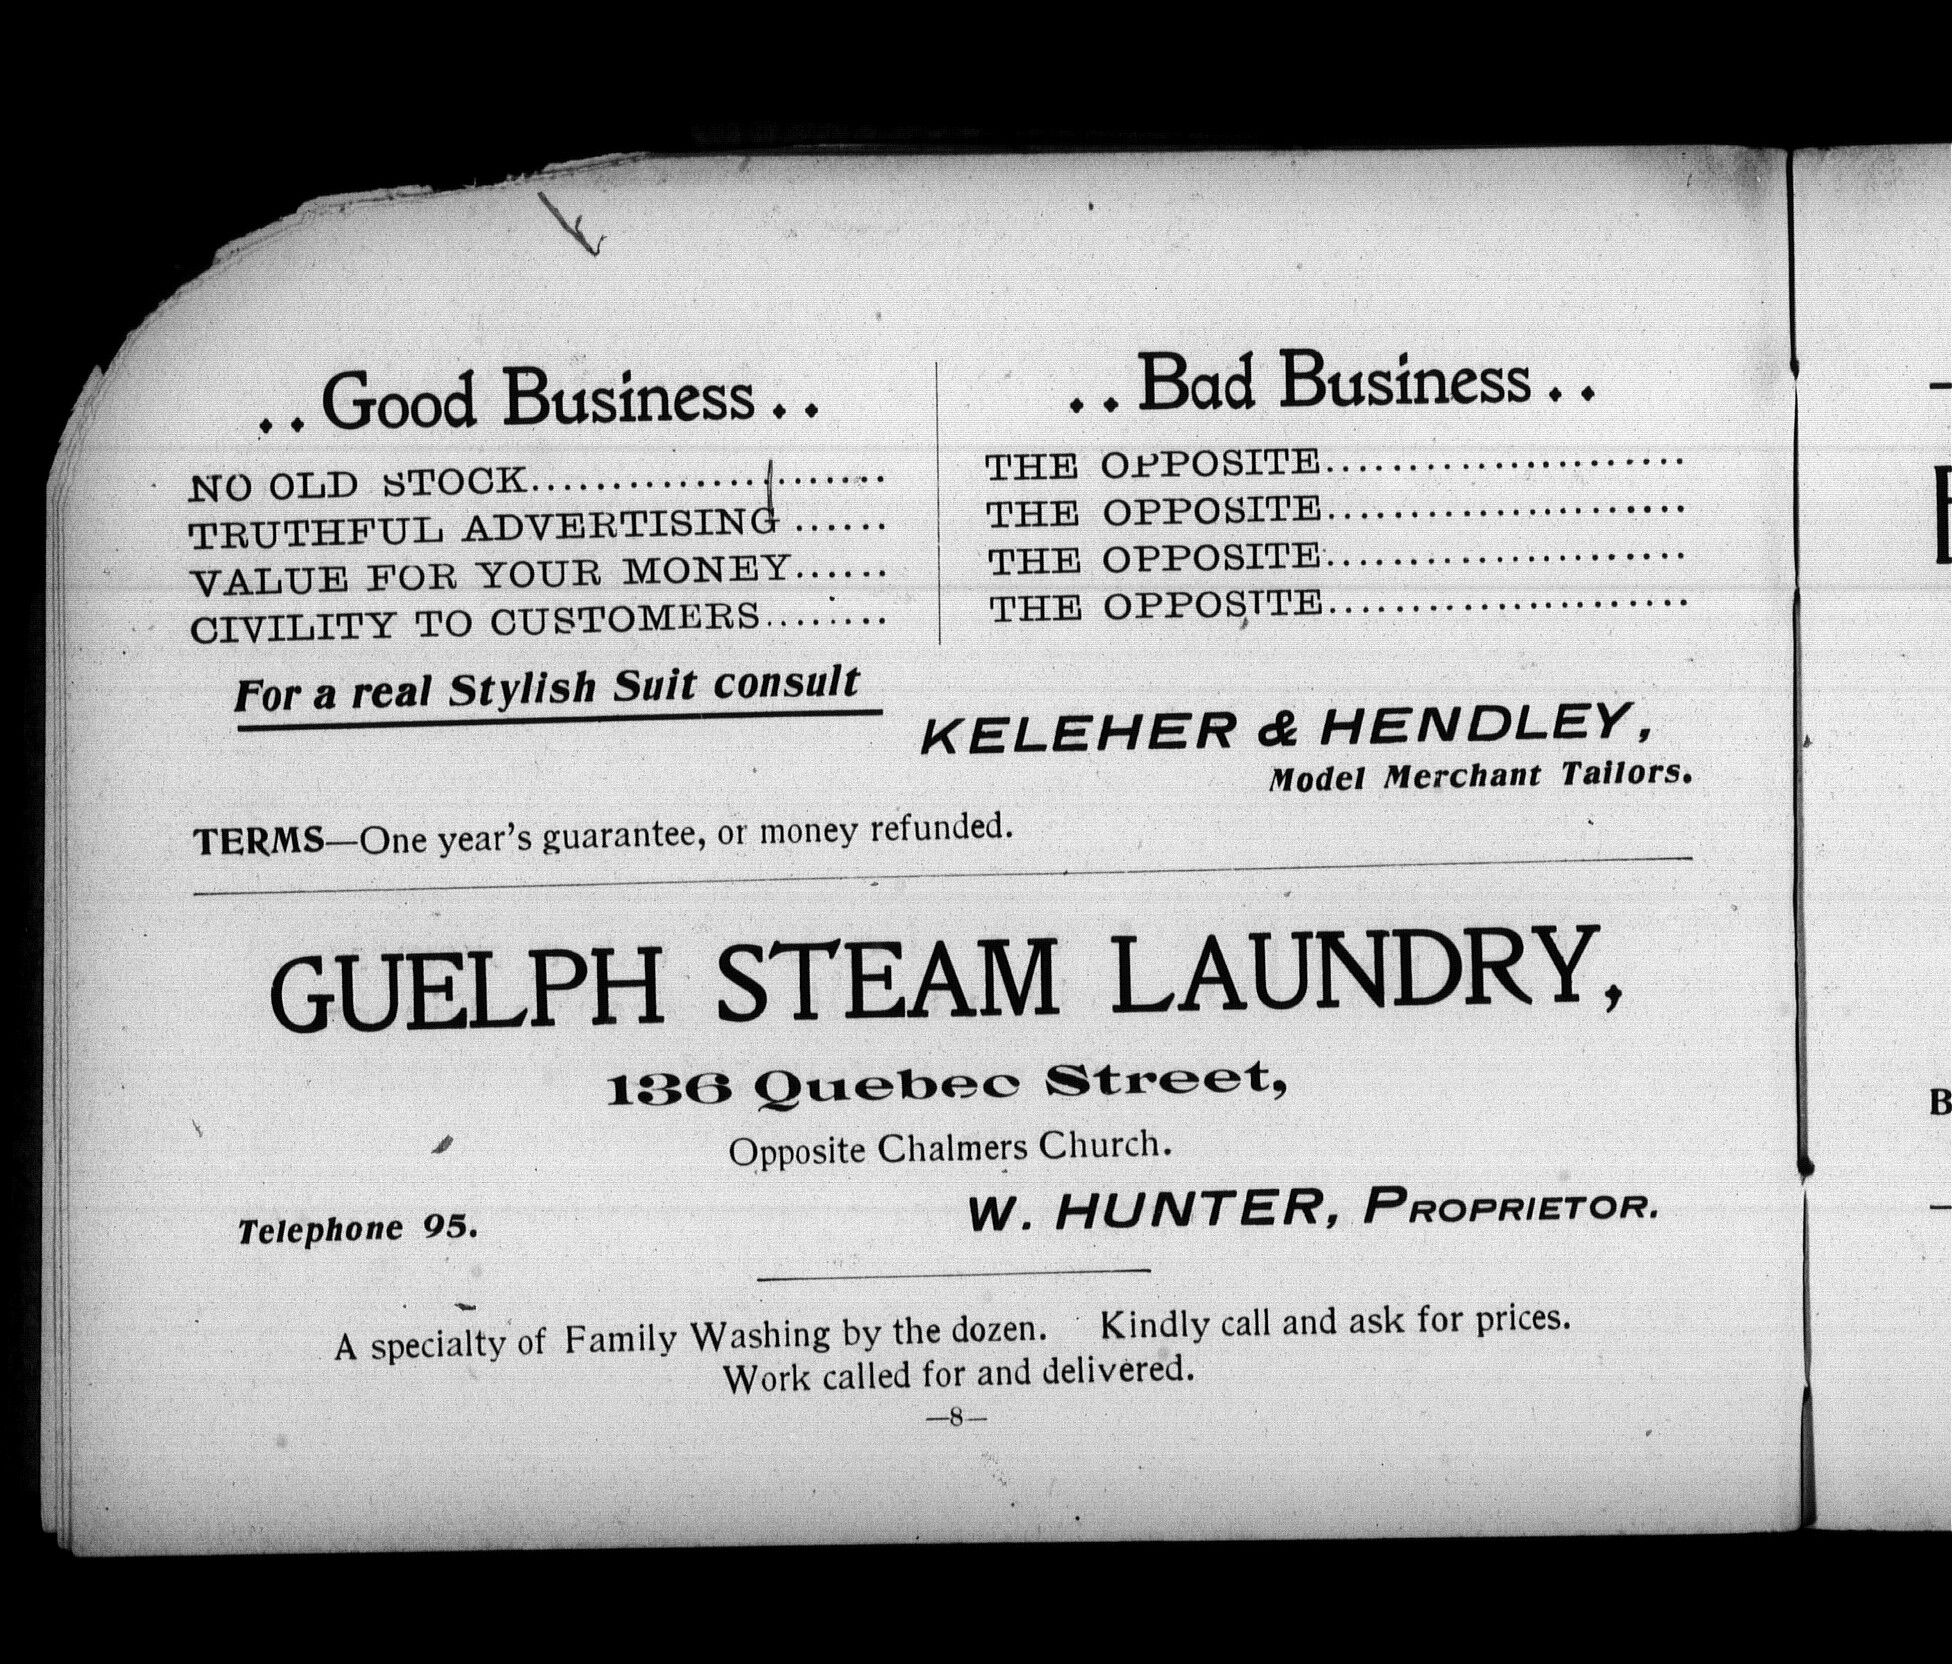 . . Good Business . .
NO OLD STOCK......................
TRUTHFUL ADVERTISING ......
VALUE FOR YOUR MONEY......
CIVILITY TO CUSTOMERS........
. . Bad Business . .
THE OPPOSITE......................
THE OPPOSITE......................
THE OPPOSITE......................
THE OPPOSITE......................
For a real Stylish Suit consult
KELEHER & HENDLEY,
Model Merchant Tailors.
TERMS—One year's guarantee, or money refunded.
GUELPH STEAM LAUNDRY,
136 Quebec Street,
Opposite Chalmers Church.
W. HUNTER, PROPRIETOR.
Telephone 95.
A specialty of Family Washing by the dozen. Kindly call and ask for prices.
Work called for and delivered.
—8—